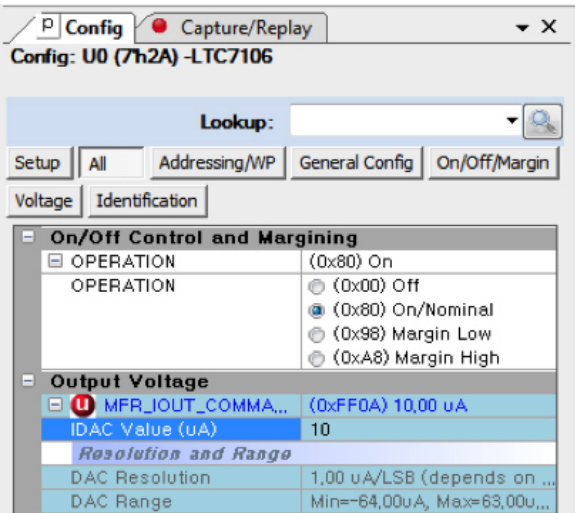 p Config Capture/Replay
Config: U0 (7'h2A) -LTC7106
Lookup:
Setup All Addressing/WP General Config On/Off/Margin
Voltage Identification
On/Off Control and Margining
OPERATION (0x80) On
OPERATION (0x00) Off
(0x80) On/Nominal
(0x98) Margin Low
(0xA8) Margin High
Output Voltage
U MFR_IOUT_COMMA... (0xFF0A) 10,00 uA
IDAC Value (uA) 10
Resolution and Range
DAC Resolution 1,00 uA/LSB (depends on ...
DAC Range Min=-64,00uA, Max=63,00u...